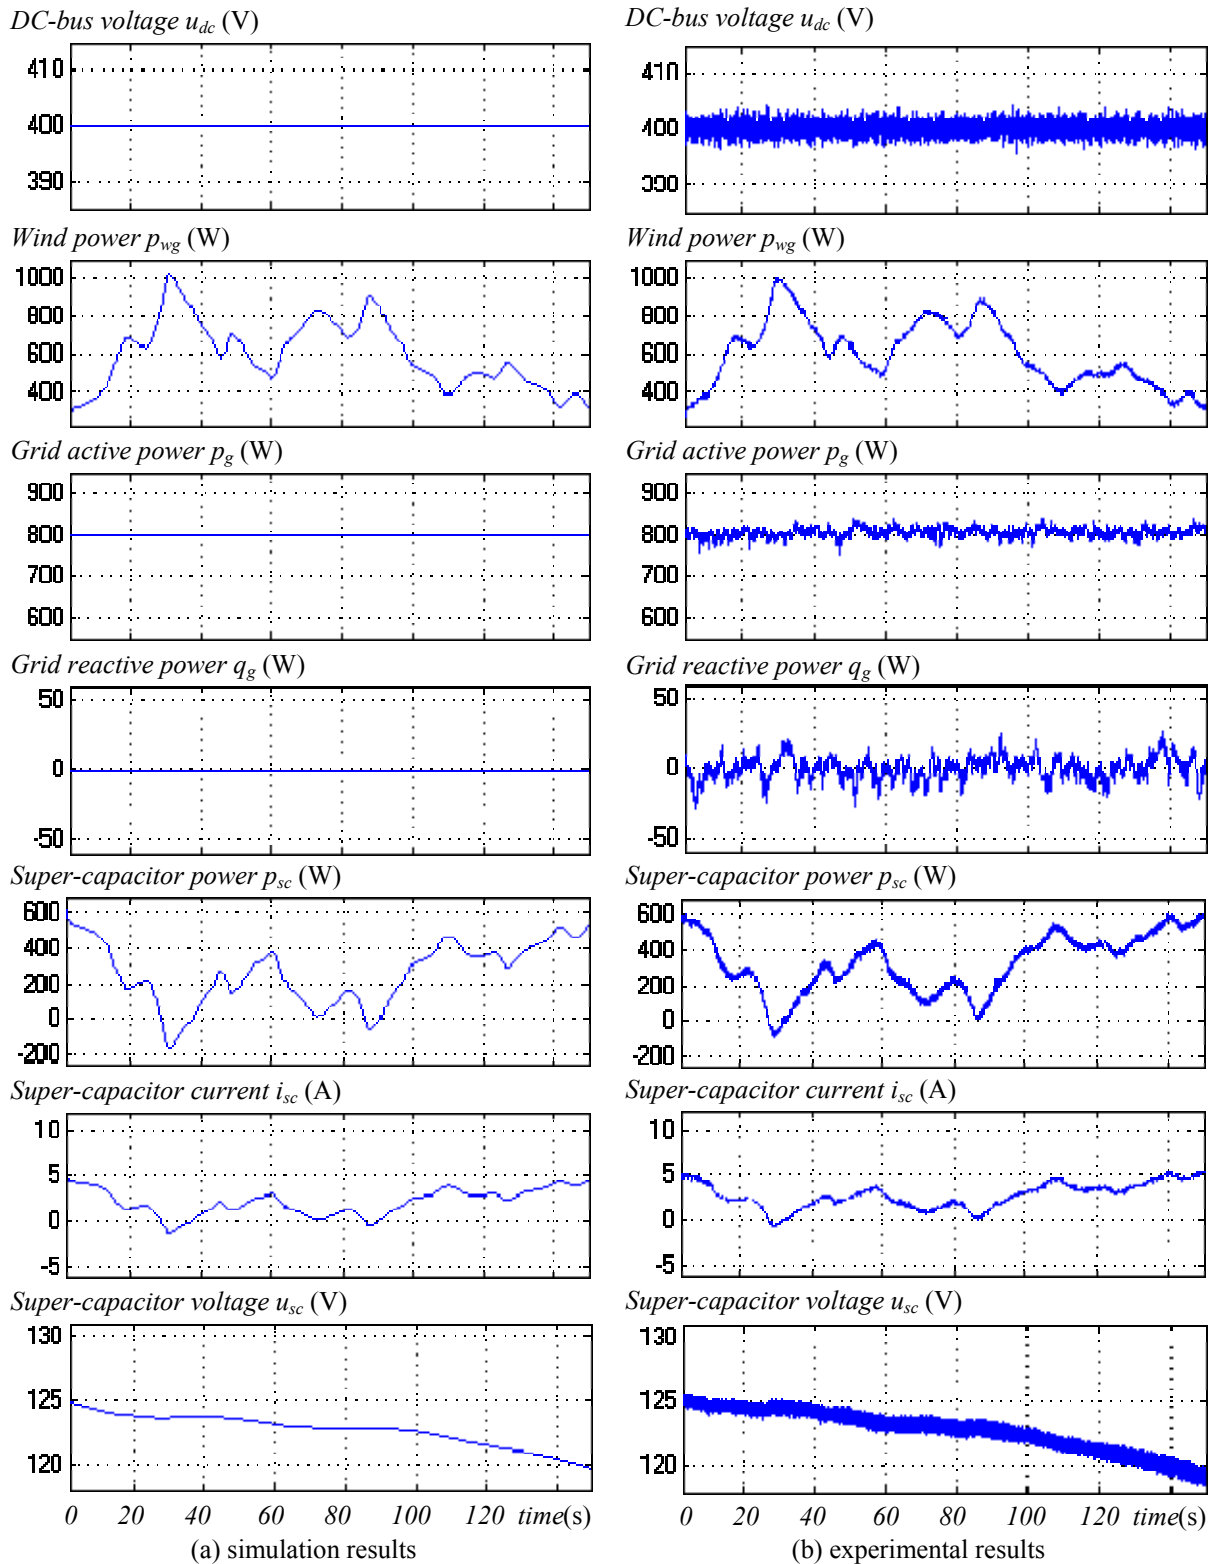 DC-bus voltage u_dc (V)
410
400
390
Wind power p_wg (W)
1000
800
600
400
Grid active power p_g (W)
900
800
700
600
Grid reactive power q_g (W)
50
0
-50
Super-capacitor power p_sc (W)
600
400
200
0
-200
Super-capacitor current i_sc (A)
10
5
0
-5
Super-capacitor voltage u_sc (V)
130
125
120
0 20 40 60 80 100 120 time(s)
(a) simulation results
DC-bus voltage u_dc (V)
410
400
390
Wind power p_wg (W)
1000
800
600
400
Grid active power p_g (W)
900
800
700
600
Grid reactive power q_g (W)
50
0
-50
Super-capacitor power p_sc (W)
600
400
200
0
-200
Super-capacitor current i_sc (A)
10
5
0
-5
Super-capacitor voltage u_sc (V)
130
125
120
0 20 40 60 80 100 120 time(s)
(b) experimental results